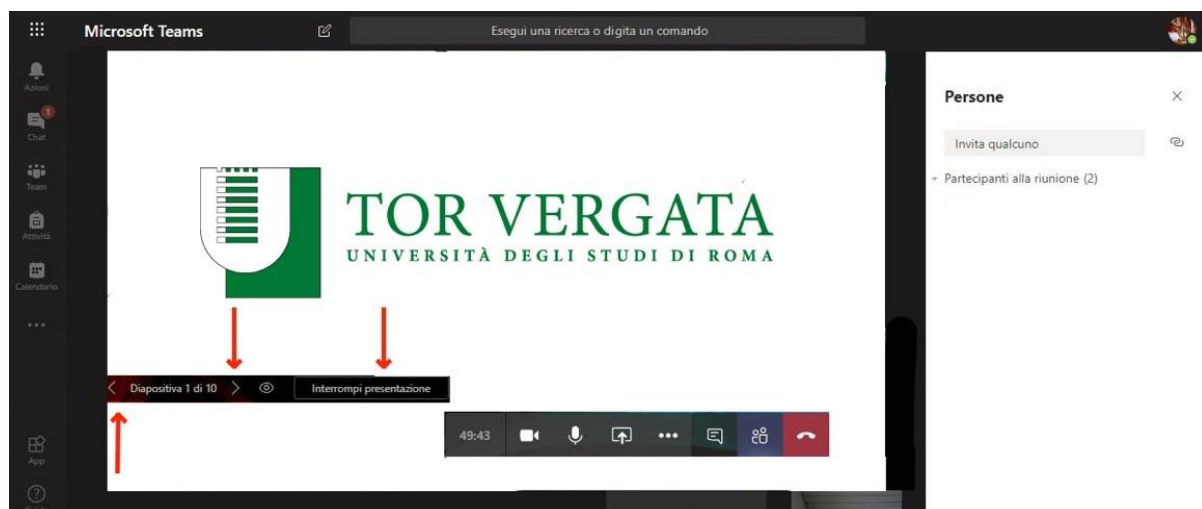 Microsoft Teams
Esegui una ricerca o digita un comando
Azioni
1
Chat
Team
Attività
Calendario
App
TOR VERGATA
UNIVERSITÀ DEGLI STUDI DI ROMA
Diapositiva 1 di 10
Interrompi presentazione
49:43
Persone
Invita qualcuno
Partecipanti alla riunione (2)